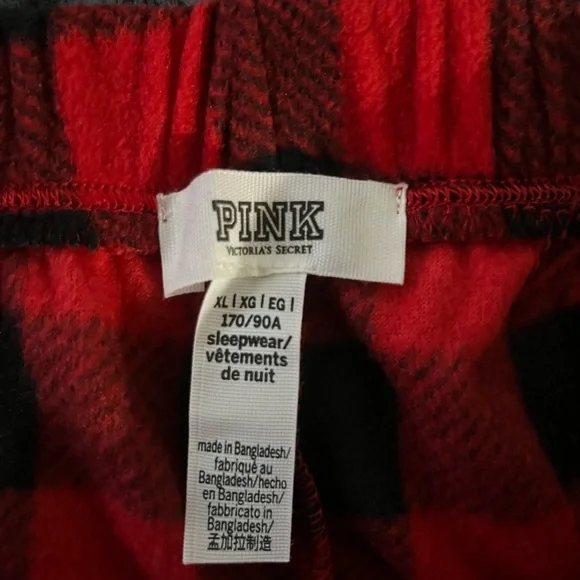 PINK
VICTORIA'S SECRET
XL | XG | EG |
170/90A
sleepwear/
vêtements
de nuit
made in Bangladesh/
fabriqué au
Bangladesh/hecho
en Bangladesh/
fabbricato in
Bangladesh/
孟加拉制造